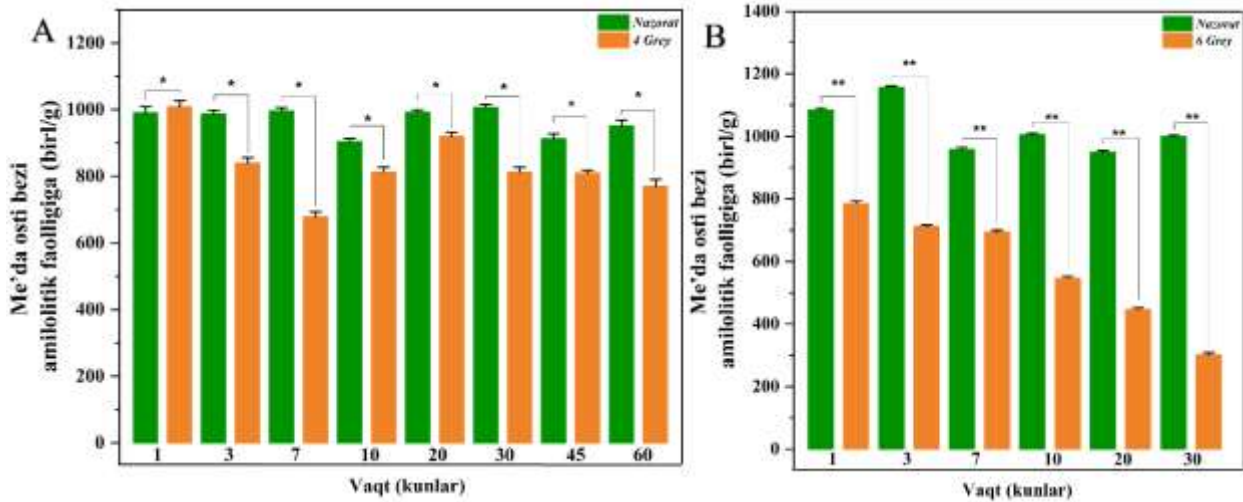 A
Nazorat
4 Grey
Me'da osti bezi
amilolitik faolligiga (birl/g)
1200
1000
800
600
400
200
0
* * * * * * * *
1 3 7 10 20 30 45 60
Vaqt (kunlar)
B
Nazorat
6 Grey
Me'da osti bezi
amilolitik faolligiga (birl/g)
1400
1200
1000
800
600
400
200
0
** ** ** ** ** **
1 3 7 10 20 30
Vaqt (kunlar)